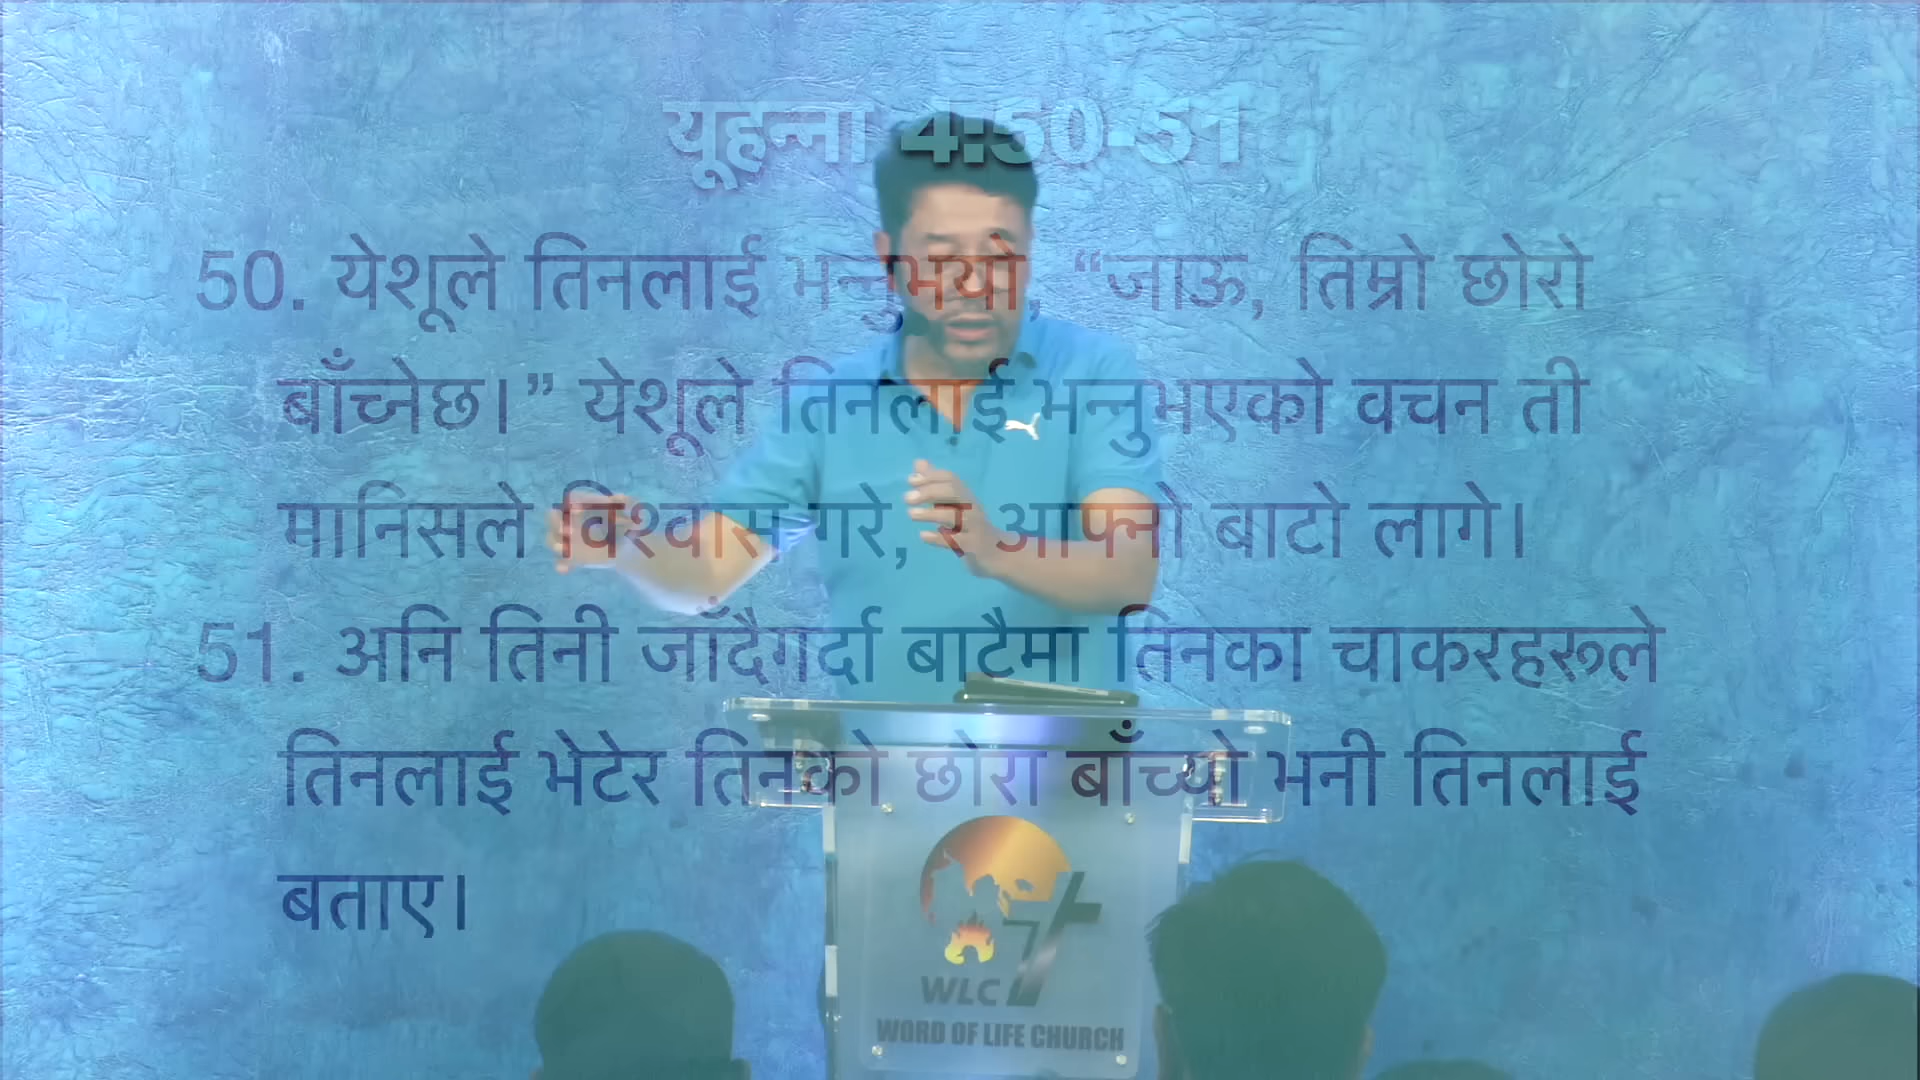 यूहन्ना 4:50-51
50. येशूले तिनलाई भन्नुभयो, “जाऊ, तिम्रो छोरो
बाँच्नेछ।” येशूले तिनलाई भन्नुभएको वचन ती
मानिसले विश्वास गरे, र आफ्नो बाटो लागे।
51. अनि तिनी जाँदैगर्दा बाटैमा तिनका चाकरहरूले
तिनलाई भेटेर तिनको छोरा बाँच्यो भनी तिनलाई
बताए।
WLC
WORD OF LIFE CHURCH